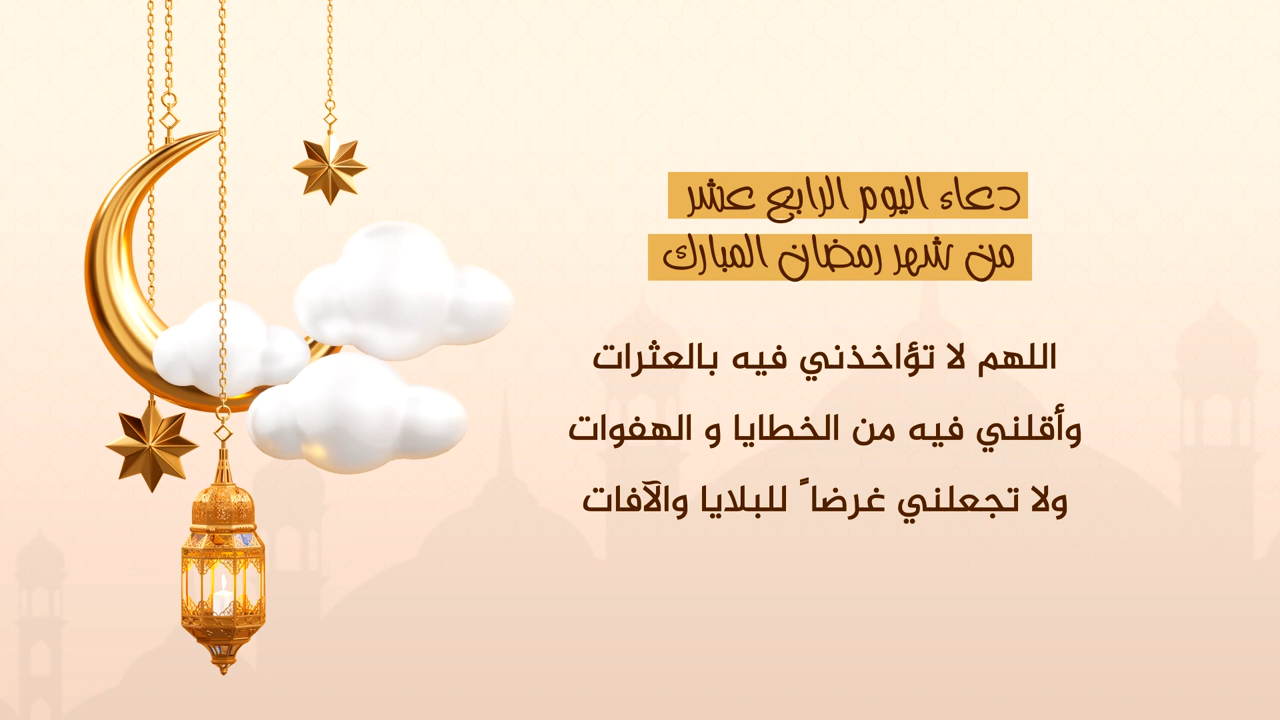 دعاء اليوم الرابع عشر
من شهر رمضان المبارك
اللهم لا تؤاخذني فيه بالعثرات
وأقلني فيه من الخطايا و الهفوات
ولا تجعلني غرضاً للبلايا والآفات